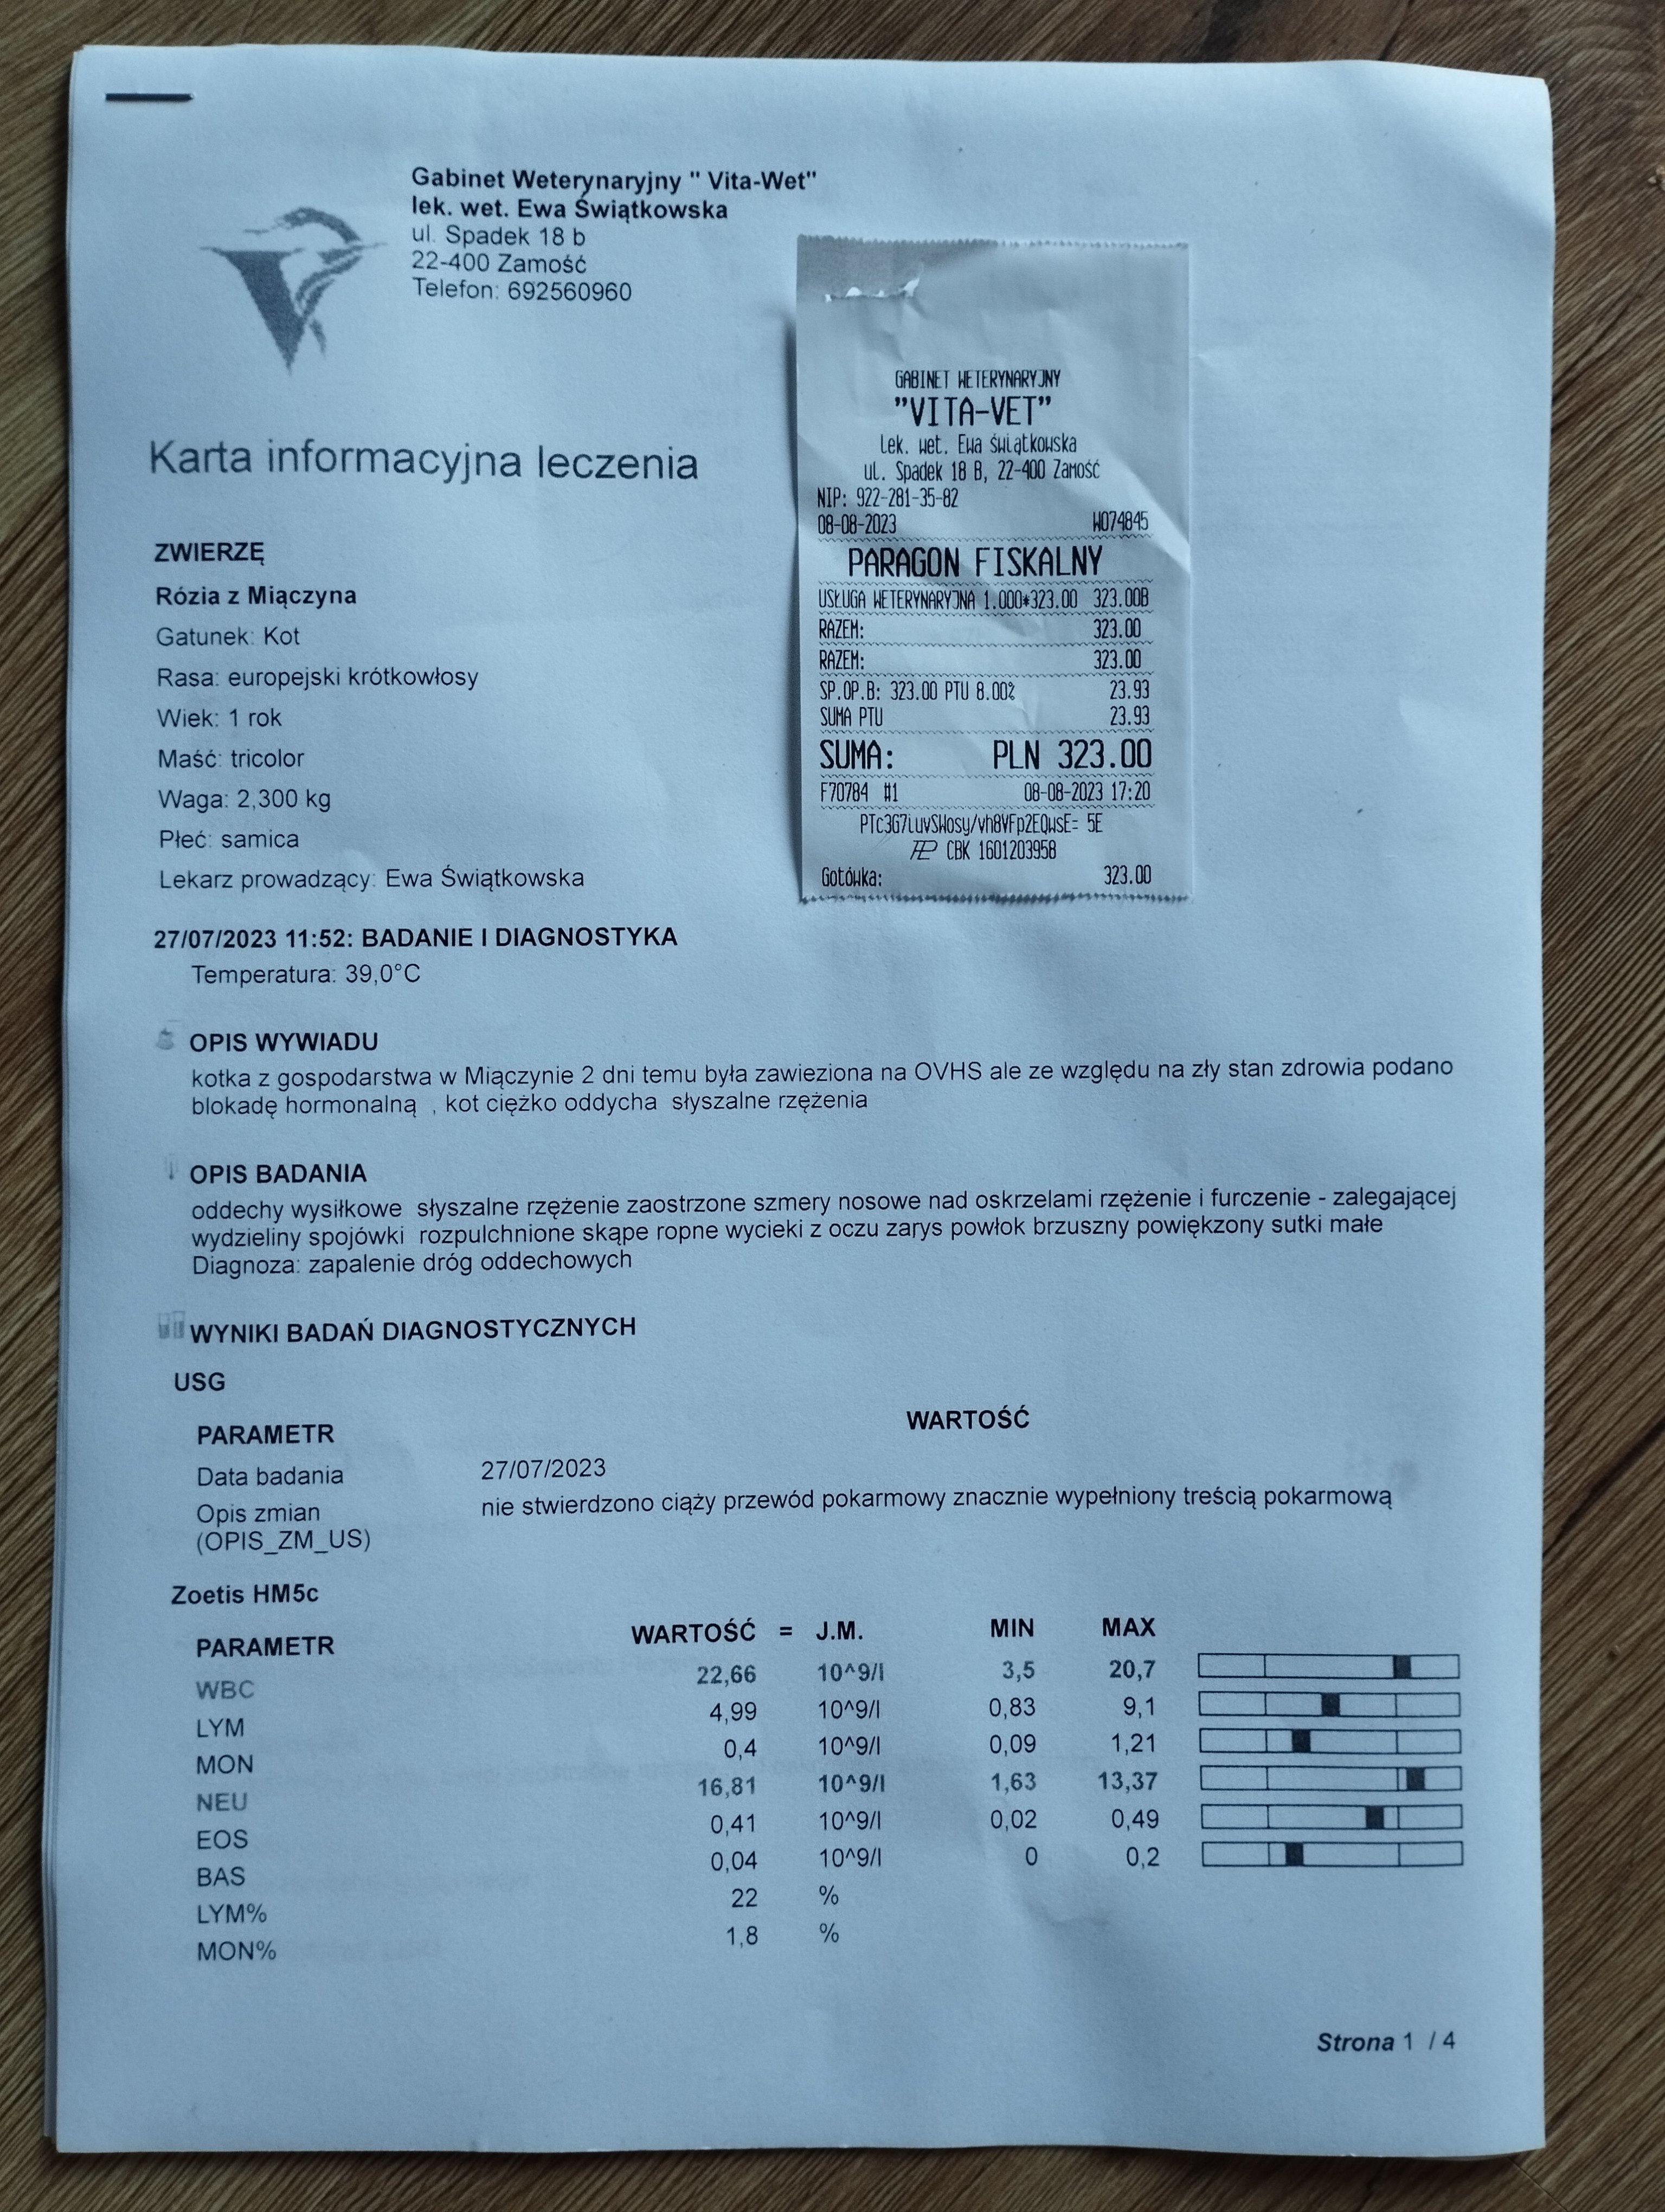 Gabinet Weterynaryjny " Vita-Wet"
lek. wet. Ewa Świątkowska
ul. Spadek 18 b
22-400 Zamość
Telefon: 692560960
Karta informacyjna leczenia
GABINET WETERYNARYJNY
"VITA-VET"
Lek. wet. Ewa Świątkowska
ul. Spadek 18 B, 22-400 Zamość
NIP: 922-281-35-82
08-08-2023 W074845
PARAGON FISKALNY
USŁUGA WETERYNARYJNA 1.000*323.00 323.00B
RAZEM: 323.00
RAZEM: 323.00
SP.OP.B: 323.00 PTU 8.00% 23.93
SUMA PTU 23.93
SUMA: PLN 323.00
F70784 #1 08-08-2023 17:20
PTc3G7LuvSWosy/vh8VFp2EQwsE= 5E
CBK 1601203958
Gotówka: 323.00
ZWIERZĘ
Rózia z Miączyna
Gatunek: Kot
Rasa: europejski krótkowłosy
Wiek: 1 rok
Maść: tricolor
Waga: 2,300 kg
Płeć: samica
Lekarz prowadzący: Ewa Świątkowska
27/07/2023 11:52: BADANIE I DIAGNOSTYKA
Temperatura: 39,0°C
OPIS WYWIADU
kotka z gospodarstwa w Miączynie 2 dni temu była zawieziona na OVHS ale ze względu na zły stan zdrowia podano
blokadę hormonalną , kot ciężko oddycha słyszalne rzężenia
OPIS BADANIA
oddechy wysiłkowe słyszalne rzężenie zaostrzone szmery nosowe nad oskrzelami rzężenie i furczenie - zalegającej
wydzieliny spojówki rozpulchnione skąpe ropne wycieki z oczu zarys powłok brzuszny powiękzony sutki małe
Diagnoza: zapalenie dróg oddechowych
WYNIKI BADAŃ DIAGNOSTYCZNYCH
USG
PARAMETR WARTOŚĆ
Data badania 27/07/2023
Opis zmian nie stwierdzono ciąży przewód pokarmowy znacznie wypełniony treścią pokarmową
(OPIS_ZM_US)
Zoetis HM5c
PARAMETR WARTOŚĆ = J.M. MIN MAX
WBC 22,66 10^9/l 3,5 20,7
LYM 4,99 10^9/l 0,83 9,1
MON 0,4 10^9/l 0,09 1,21
NEU 16,81 10^9/l 1,63 13,37
EOS 0,41 10^9/l 0,02 0,49
BAS 0,04 10^9/l 0 0,2
LYM% 22 %
MON% 1,8 %
Strona 1 / 4